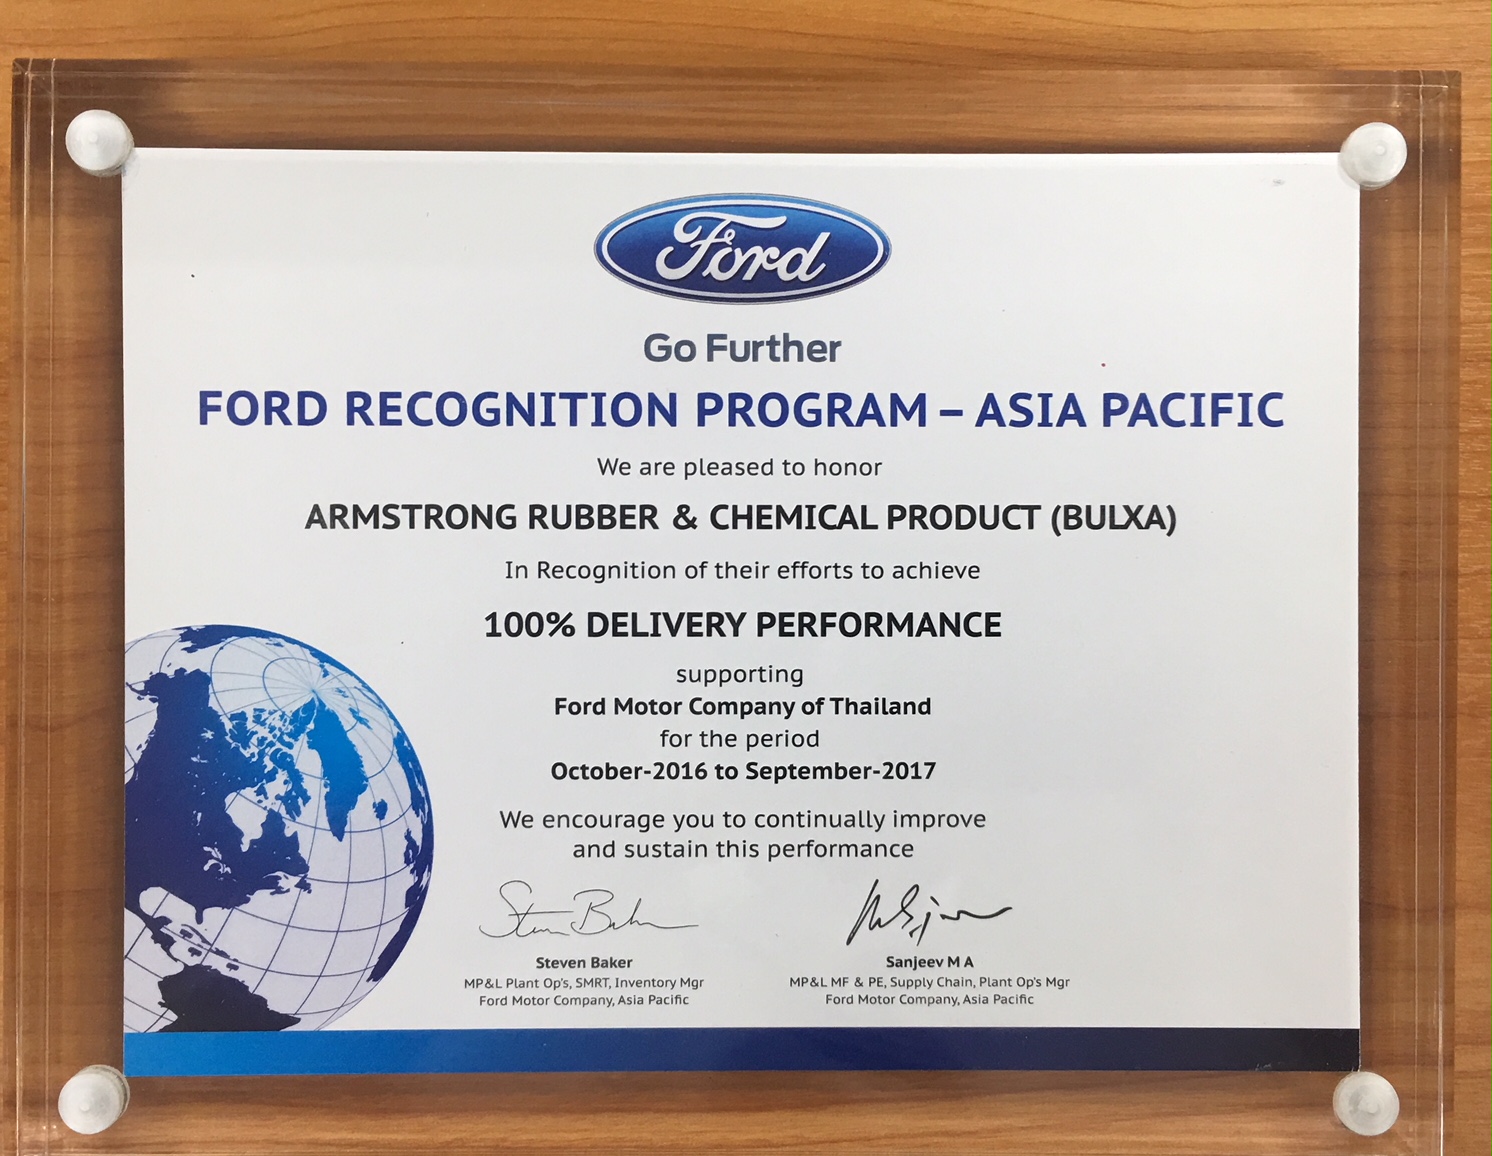 Ford
Go Further
FORD RECOGNITION PROGRAM – ASIA PACIFIC
We are pleased to honor
ARMSTRONG RUBBER & CHEMICAL PRODUCT (BULXA)
In Recognition of their efforts to achieve
100% DELIVERY PERFORMANCE
supporting
Ford Motor Company of Thailand
for the period
October-2016 to September-2017
We encourage you to continually improve
and sustain this performance
Steven Baker
MP&L Plant Op's, SMRT, Inventory Mgr
Ford Motor Company, Asia Pacific
Sanjeev M A
MP&L MF & PE, Supply Chain, Plant Op's Mgr
Ford Motor Company, Asia Pacific